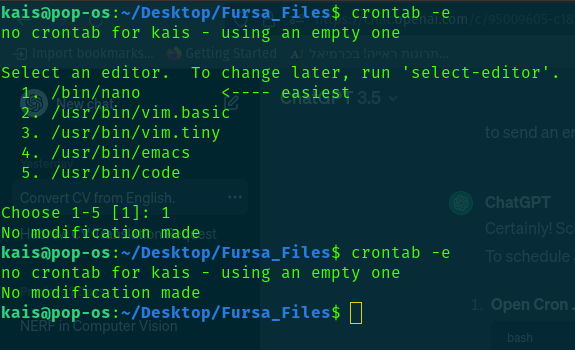 kais@pop-os:~/Desktop/Fursa_Files$ crontab -e
no crontab for kais - using an empty one
Import bookmarks...
Getting Started
Select an editor.  To change later, run 'select-editor'.
  1. /bin/nano        <---- easiest
  2. /usr/bin/vim.basic
  3. /usr/bin/vim.tiny
  4. /usr/bin/emacs
  5. /usr/bin/code
New chat
ChatGPT 3.5
to send an em
Convert CV from English.
Choose 1-5 [1]: 1
No modification made
kais@pop-os:~/Desktop/Fursa_Files$ crontab -e
no crontab for kais - using an empty one
No modification made
kais@pop-os:~/Desktop/Fursa_Files$
ChatGPT
Certainly! Sc
To schedule
1. Open Cron
bash
NERF in Computer Vision